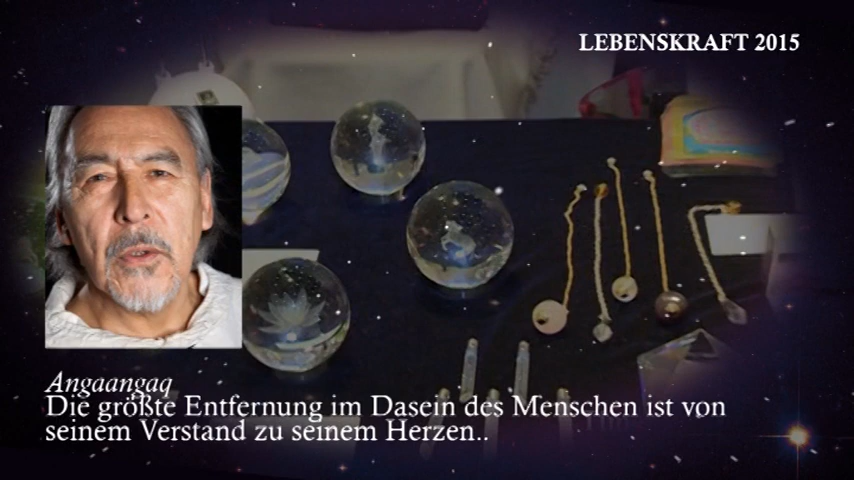 LEBENSKRAFT 2015
Angaangaq
Die größte Entfernung im Dasein des Menschen ist von
seinem Verstand zu seinem Herzen..